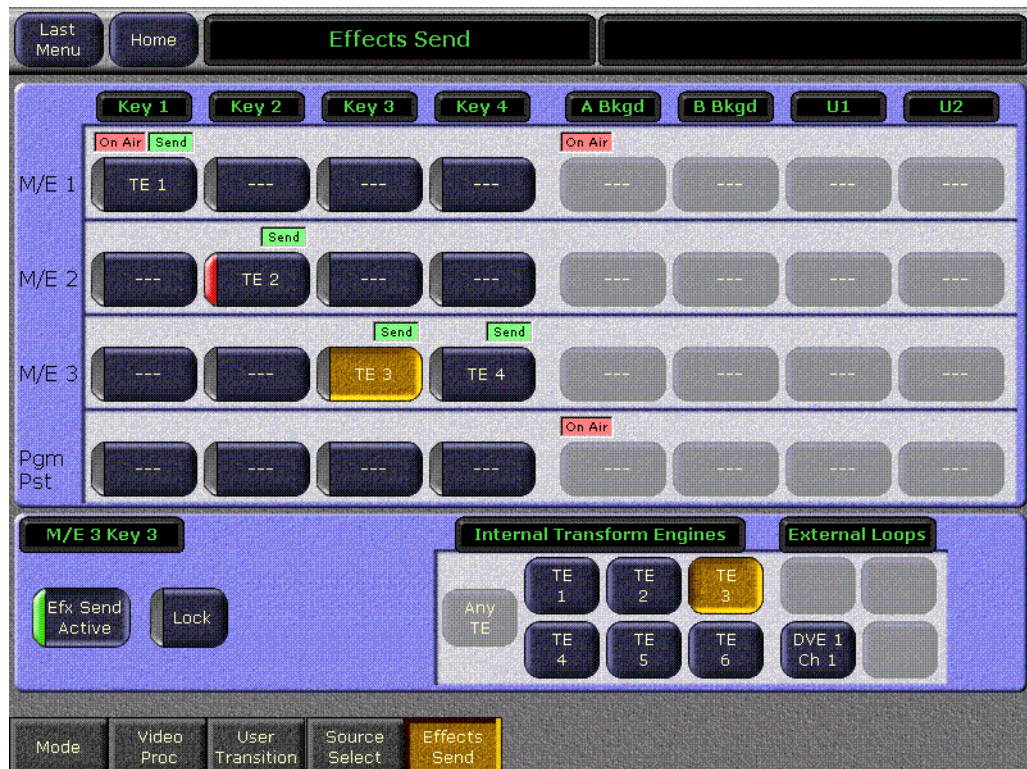 Last Menu Home Effects Send
Key 1 Key 2 Key 3 Key 4 A Bkgd B Bkgd U1 U2
On Air Send On Air
M/E 1 TE 1 --- --- --- --- --- --- ---
Send
M/E 2 --- TE 2 --- --- --- --- --- ---
Send Send
M/E 3 --- --- TE 3 TE 4 --- --- --- ---
On Air
Pgm Pst --- --- --- --- --- --- --- ---
M/E 3 Key 3 Internal Transform Engines External Loops
Efx Send Active Lock Any TE
TE 1 TE 2 TE 3
TE 4 TE 5 TE 6 DVE 1 Ch 1
Mode Video Proc User Transition Source Select Effects Send